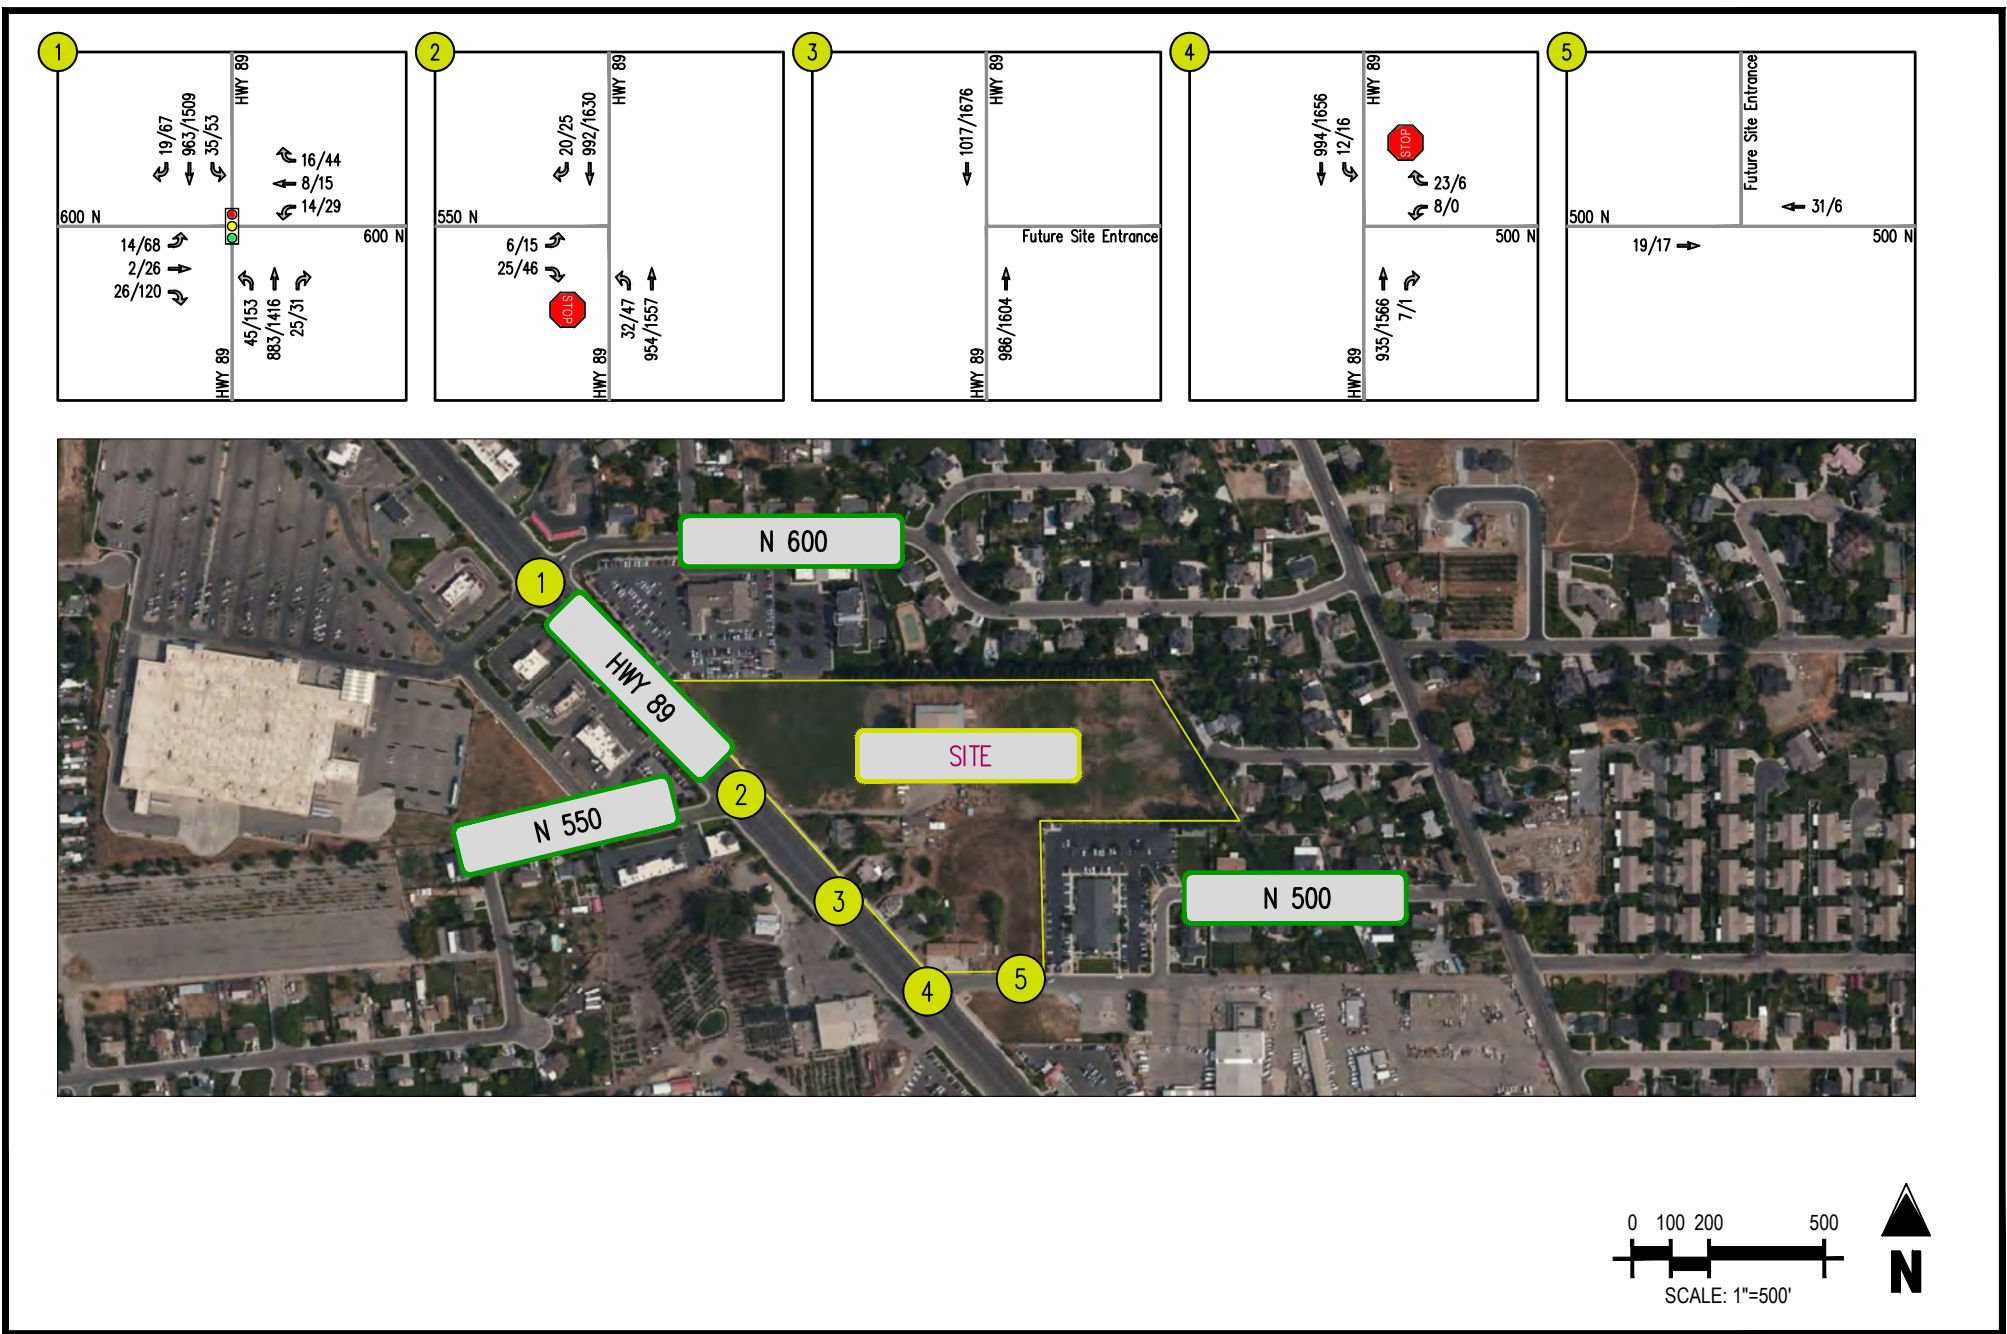 1
HWY 89
19/67
963/1509
35/53
16/44
8/15
14/29
600 N
600 N
14/68
2/26
26/120
45/153
883/1416
25/31
HWY 89
2
HWY 89
20/25
992/1630
550 N
6/15
25/46
STOP
32/47
954/1557
HWY 89
3
HWY 89
1017/1676
Future Site Entrance
986/1604
HWY 89
4
HWY 89
994/1656
12/16
STOP
23/6
8/0
500 N
935/1566
7/1
HWY 89
5
Future Site Entrance
31/6
500 N
19/17
500 N
N 600
1
HWY 89
SITE
2
N 550
3
N 500
4
5
0 100 200 500
SCALE: 1"=500'
N